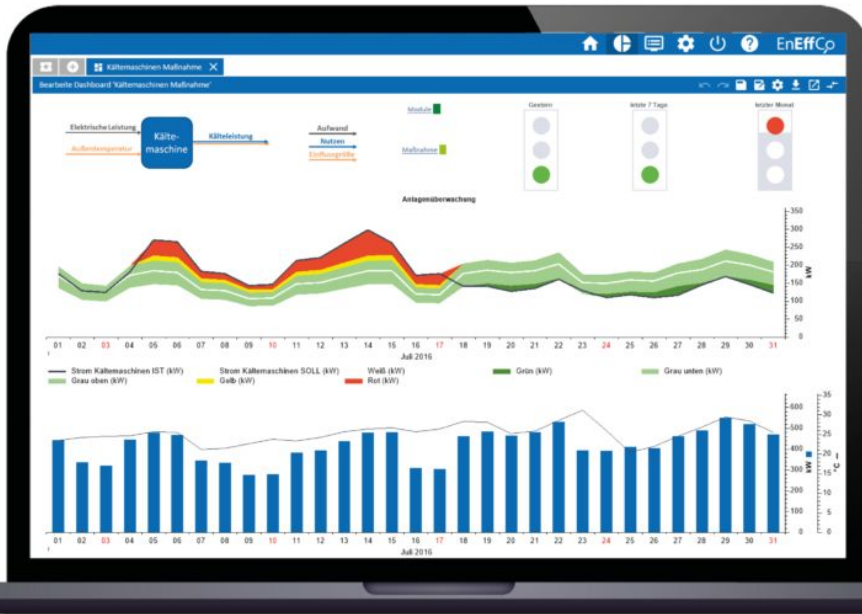 EnEffCo
Kältemaschinen Maßnahme
Bearbeite Dashboard 'Kältemaschinen Maßnahme'
Elektrische Leistung
Außentemperatur
Kälte-
maschine
Kälteleistung
Aufwand
Nutzen
Einflussgröße
Module
Maßnahme
Gestern
letzte 7 Tage
letzter Monat
Anlagenüberwachung
350
300
250
200
150
100
50
0
kW
01 02 03 04 05 06 07 08 09 10 11 12 13 14 15 16 17 18 19 20 21 22 23 24 25 26 27 28 29 30 31
Juli 2016
Strom Kältemaschinen IST (kW) Strom Kältemaschinen SOLL (kW) Weiß (kW) Grün (kW) Grau unten (kW)
Grau oben (kW) Gelb (kW) Rot (kW)
600
500
400
300
200
100
0
kW
35
30
25
20
15
10
5
0
°C
01 02 03 04 05 06 07 08 09 10 11 12 13 14 15 16 17 18 19 20 21 22 23 24 25 26 27 28 29 30 31
Juli 2016